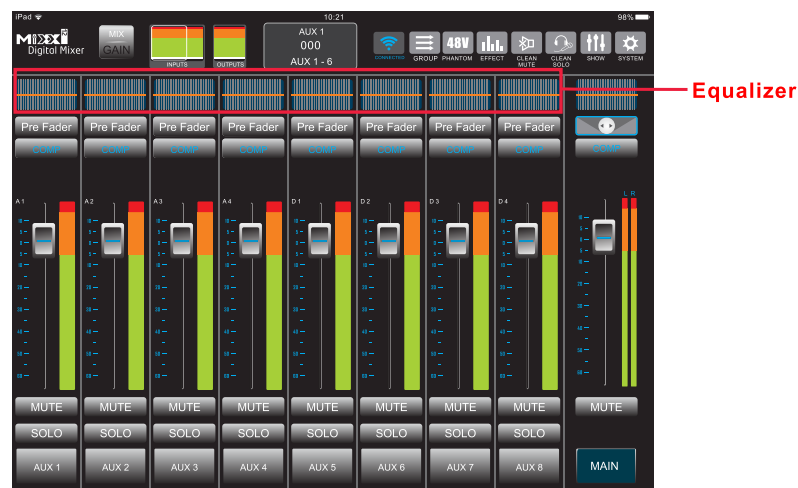 iPad 10:21 98%
MiXX
Digital Mixer
MIX
GAIN
INPUTS OUTPUTS
AUX 1
000
AUX 1 - 6
48V
CONNECTED GROUP PHANTOM EFFECT CLEAN MUTE CLEAN SOLO SHOW SYSTEM
Equalizer
Pre Fader Pre Fader Pre Fader Pre Fader Pre Fader Pre Fader Pre Fader Pre Fader
COMP COMP COMP COMP COMP COMP COMP COMP COMP
A 1 A 2 A 3 A 4 D 1 D 2 D 3 D 4 L R
MUTE MUTE MUTE MUTE MUTE MUTE MUTE MUTE MUTE
SOLO SOLO SOLO SOLO SOLO SOLO SOLO SOLO
AUX 1 AUX 2 AUX 3 AUX 4 AUX 5 AUX 6 AUX 7 AUX 8 MAIN